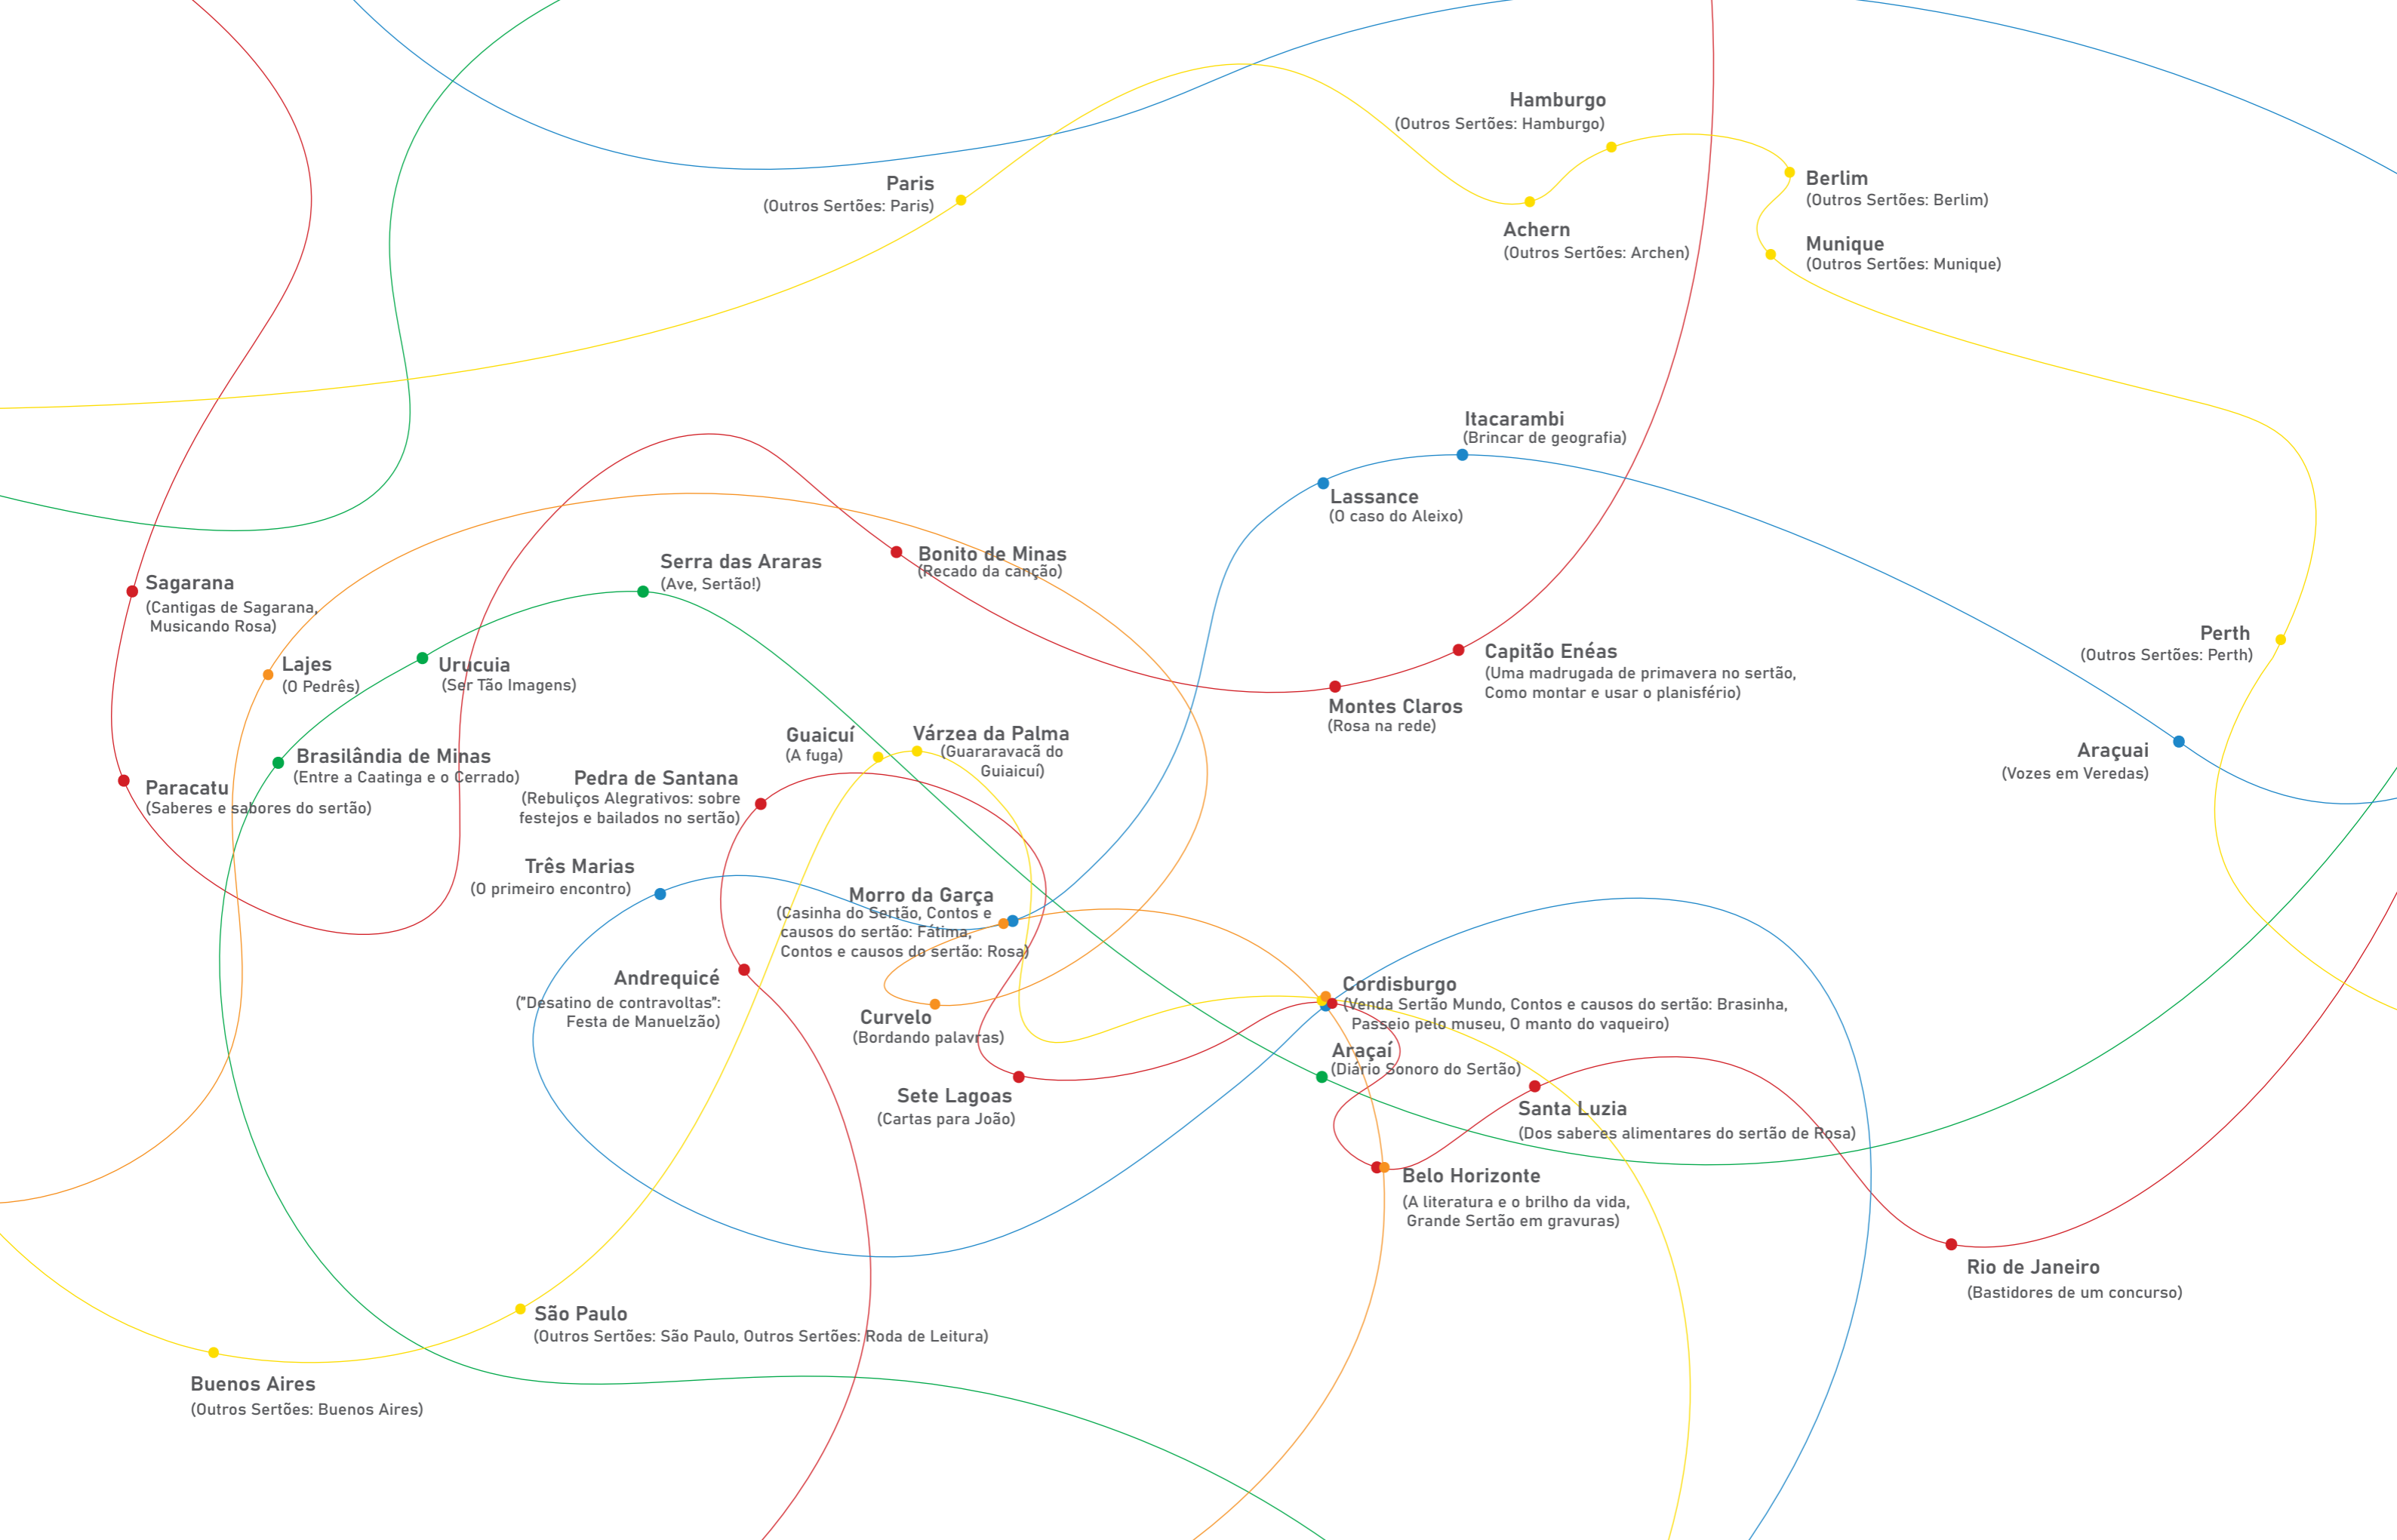 Hamburgo
(Outros Sertões: Hamburgo)
Paris
(Outros Sertões: Paris)
Berlim
(Outros Sertões: Berlim)
Achern
(Outros Sertões: Archen)
Munique
(Outros Sertões: Munique)
Itacarambi
(Brincar de geografia)
Lassance
(O caso do Aleixo)
Bonito de Minas
(Recado da canção)
Serra das Araras
(Ave, Sertão!)
Sagarana
(Cantigas de Sagarana,
Musicando Rosa)
Lajes
(O Pedrês)
Urucuia
(Ser Tão Imagens)
Perth
(Outros Sertões: Perth)
Capitão Enéas
(Uma madrugada de primavera no sertão,
Como montar e usar o planisfério)
Montes Claros
(Rosa na rede)
Guaicuí
(A fuga)
Várzea da Palma
(Guararavacã do
Guiaicuí)
Araçuai
(Vozes em Veredas)
Brasilândia de Minas
(Entre a Caatinga e o Cerrado)
Paracatu
(Saberes e sabores do sertão)
Pedra de Santana
(Rebuliços Alegrativos: sobre
festejos e bailados no sertão)
Três Marias
(O primeiro encontro)
Morro da Garça
(Casinha do Sertão, Contos e
causos do sertão: Fátima,
Contos e causos do sertão: Rosa)
Andrequicé
("Desatino de contravoltas":
Festa de Manuelzão)
Curvelo
(Bordando palavras)
Cordisburgo
(Venda Sertão Mundo, Contos e causos do sertão: Brasinha,
Passeio pelo museu, O manto do vaqueiro)
Araçaí
(Diário Sonoro do Sertão)
Sete Lagoas
(Cartas para João)
Santa Luzia
(Dos saberes alimentares do sertão de Rosa)
Belo Horizonte
(A literatura e o brilho da vida,
Grande Sertão em gravuras)
Rio de Janeiro
(Bastidores de um concurso)
São Paulo
(Outros Sertões: São Paulo, Outros Sertões: Roda de Leitura)
Buenos Aires
(Outros Sertões: Buenos Aires)